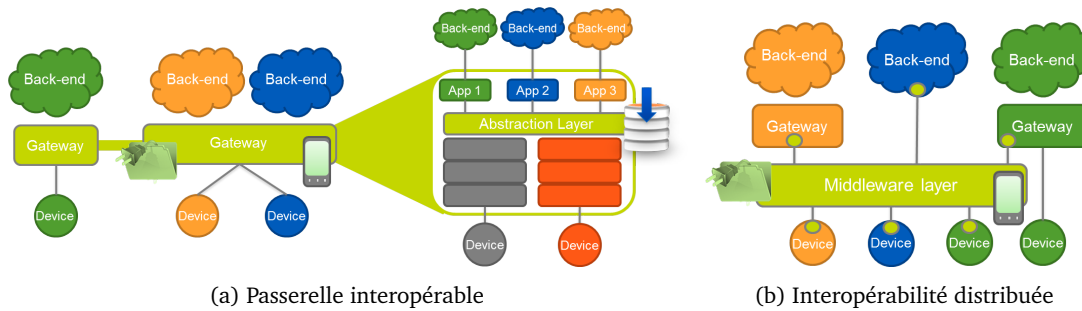 Back-end
Back-end
Back-end
Gateway
Gateway
Device
Device
Device
Back-end
Back-end
Back-end
App 1
App 2
App 3
Abstraction Layer
Device
Device
(a) Passerelle interopérable
Back-end
Back-end
Back-end
Gateway
Gateway
Middleware layer
Device
Device
Device
Device
(b) Interopérabilité distribuée